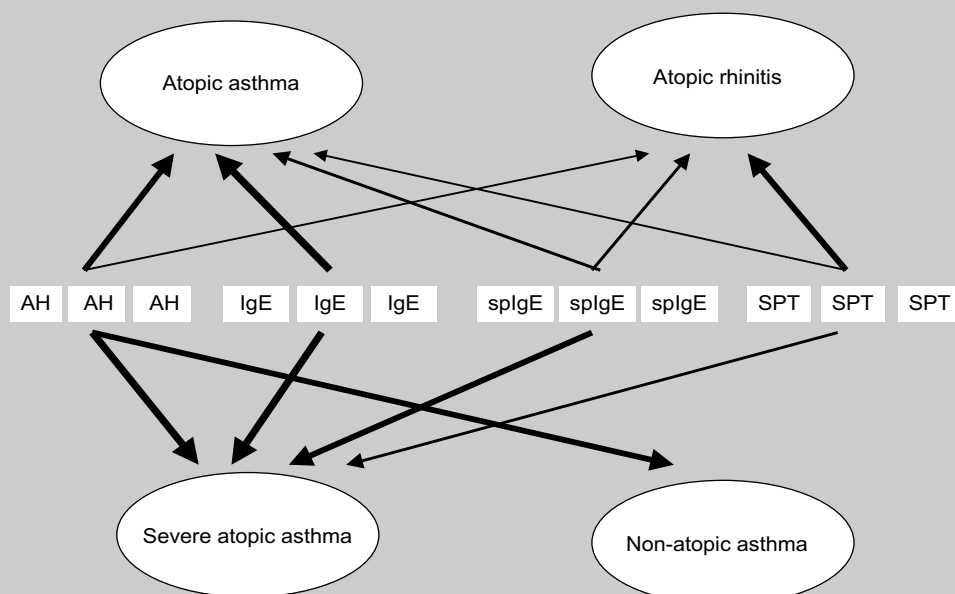 Atopic asthma
Atopic rhinitis
AH AH AH IgE IgE IgE spIgE spIgE spIgE SPT SPT SPT
Severe atopic asthma
Non-atopic asthma